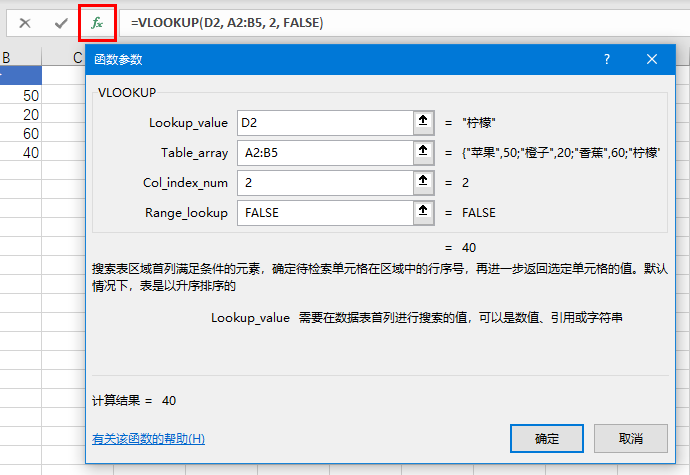 fx
=VLOOKUP(D2, A2:B5, 2, FALSE)
B C
50
20
60
40
函数参数
VLOOKUP
Lookup_value D2 = "柠檬"
Table_array A2:B5 = {"苹果",50;"橙子",20;"香蕉",60;"柠檬"
Col_index_num 2 = 2
Range_lookup FALSE = FALSE
= 40
搜索表区域首列满足条件的元素，确定待检索单元格在区域中的行序号，再进一步返回选定单元格的值。默认
情况下，表是以升序排序的
Lookup_value 需要在数据表首列进行搜索的值，可以是数值、引用或字符串
计算结果 = 40
有关该函数的帮助(H)
确定 取消